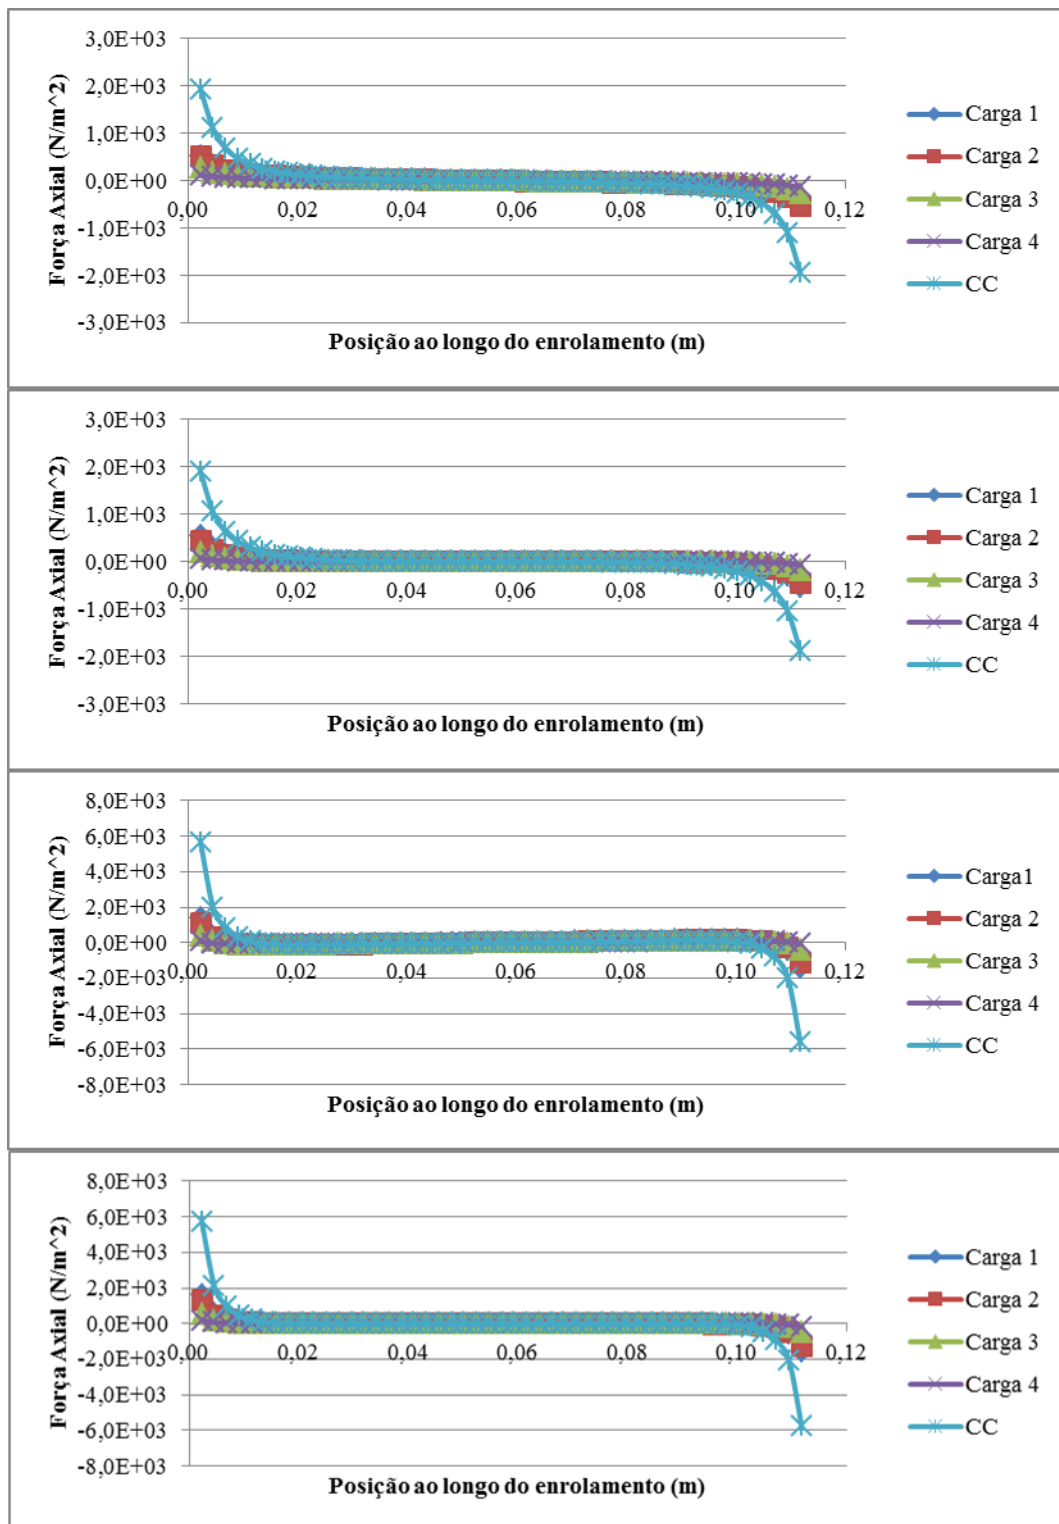 3,0E+03
2,0E+03
1,0E+03
0,0E+00
-1,0E+03
-2,0E+03
-3,0E+03
0,00 0,02 0,04 0,06 0,08 0,10 0,12
Força Axial (N/m^2)
Posição ao longo do enrolamento (m)
Carga 1
Carga 2
Carga 3
Carga 4
CC
3,0E+03
2,0E+03
1,0E+03
0,0E+00
-1,0E+03
-2,0E+03
-3,0E+03
0,00 0,02 0,04 0,06 0,08 0,10 0,12
Força Axial (N/m^2)
Posição ao longo do enrolamento (m)
Carga 1
Carga 2
Carga 3
Carga 4
CC
8,0E+03
6,0E+03
4,0E+03
2,0E+03
0,0E+00
-2,0E+03
-4,0E+03
-6,0E+03
-8,0E+03
0,00 0,02 0,04 0,06 0,08 0,10 0,12
Força Axial (N/m^2)
Posição ao longo do enrolamento (m)
Carga1
Carga 2
Carga 3
Carga 4
CC
8,0E+03
6,0E+03
4,0E+03
2,0E+03
0,0E+00
-2,0E+03
-4,0E+03
-6,0E+03
-8,0E+03
0,00 0,02 0,04 0,06 0,08 0,10 0,12
Força Axial (N/m^2)
Posição ao longo do enrolamento (m)
Carga 1
Carga 2
Carga 3
Carga 4
CC